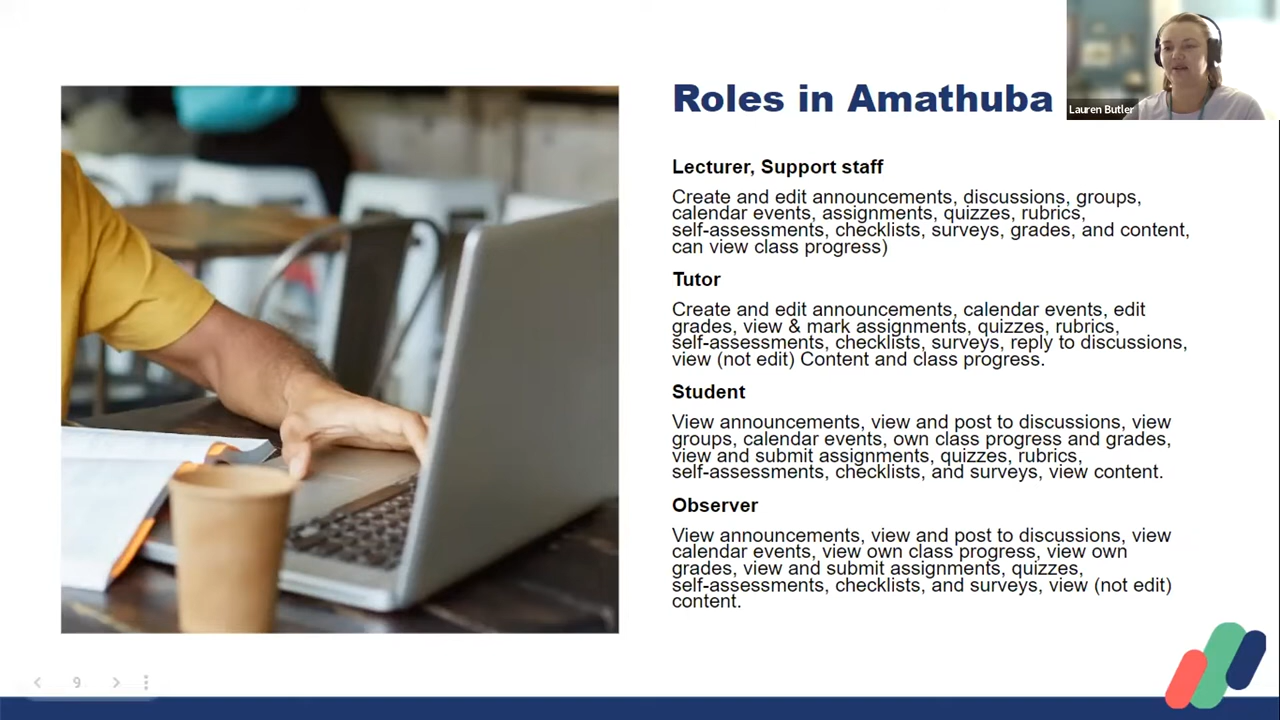 Roles in Amathuba
Lauren Butler
Lecturer, Support staff
Create and edit announcements, discussions, groups,
calendar events, assignments, quizzes, rubrics,
self-assessments, checklists, surveys, grades, and content,
can view class progress)
Tutor
Create and edit announcements, calendar events, edit
grades, view & mark assignments, quizzes, rubrics,
self-assessments, checklists, surveys, reply to discussions,
view (not edit) Content and class progress.
Student
View announcements, view and post to discussions, view
groups, calendar events, own class progress and grades,
view and submit assignments, quizzes, rubrics,
self-assessments, checklists, and surveys, view content.
Observer
View announcements, view and post to discussions, view
calendar events, view own class progress, view own
grades, view and submit assignments, quizzes,
self-assessments, checklists, and surveys, view (not edit)
content.
9